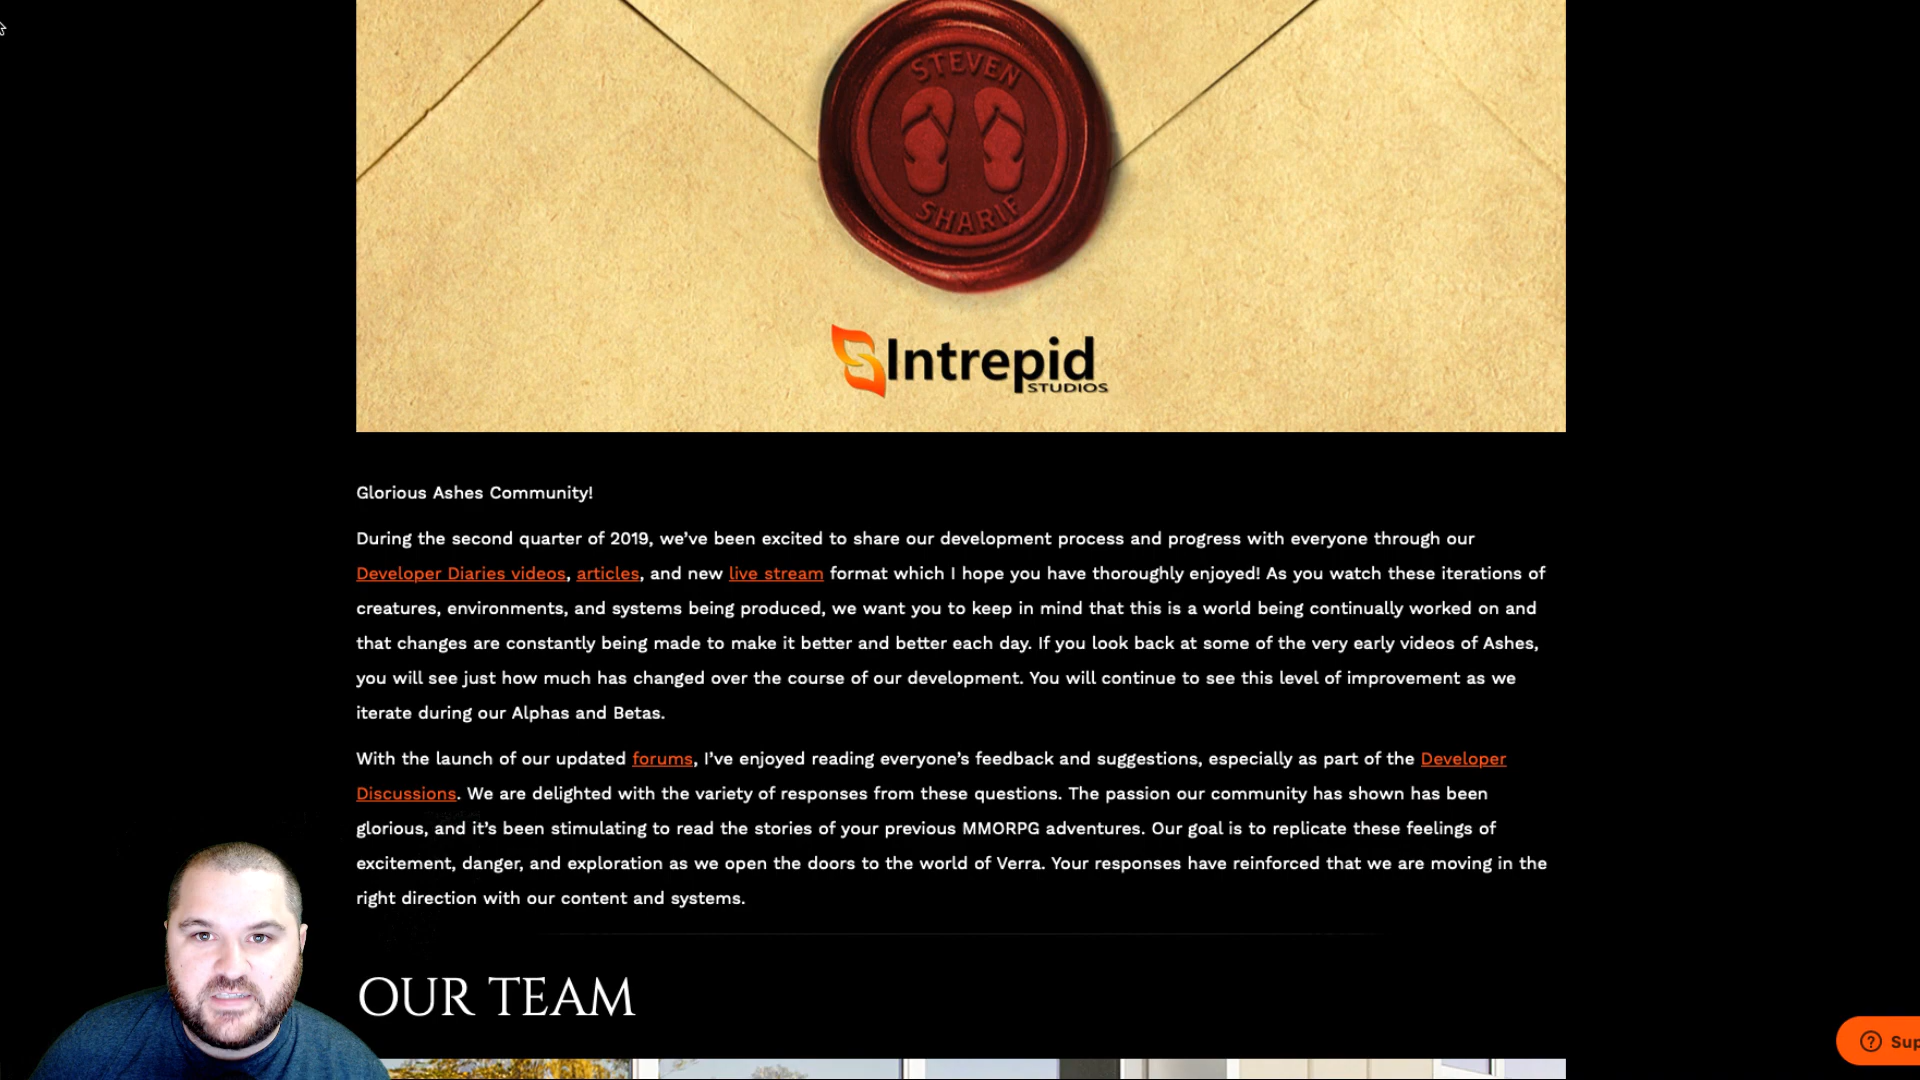 STEVEN
SHARIF
Intrepid
STUDIOS
Glorious Ashes Community!
During the second quarter of 2019, we’ve been excited to share our development process and progress with everyone through our
Developer Diaries videos, articles, and new live stream format which I hope you have thoroughly enjoyed! As you watch these iterations of
creatures, environments, and systems being produced, we want you to keep in mind that this is a world being continually worked on and
that changes are constantly being made to make it better and better each day. If you look back at some of the very early videos of Ashes,
you will see just how much has changed over the course of our development. You will continue to see this level of improvement as we
iterate during our Alphas and Betas.
With the launch of our updated forums, I’ve enjoyed reading everyone’s feedback and suggestions, especially as part of the Developer
Discussions. We are delighted with the variety of responses from these questions. The passion our community has shown has been
glorious, and it’s been stimulating to read the stories of your previous MMORPG adventures. Our goal is to replicate these feelings of
excitement, danger, and exploration as we open the doors to the world of Verra. Your responses have reinforced that we are moving in the
right direction with our content and systems.
OUR TEAM
Sup